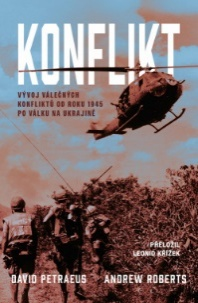 KONFLIKT
VÝVOJ VÁLEČNÝCH
KONFLIKTŮ OD ROKU 1945
PO VÁLKU NA UKRAJINĚ
PŘELOŽIL
LEONID KŘÍŽEK
DAVID PETRAEUS ANDREW ROBERTS